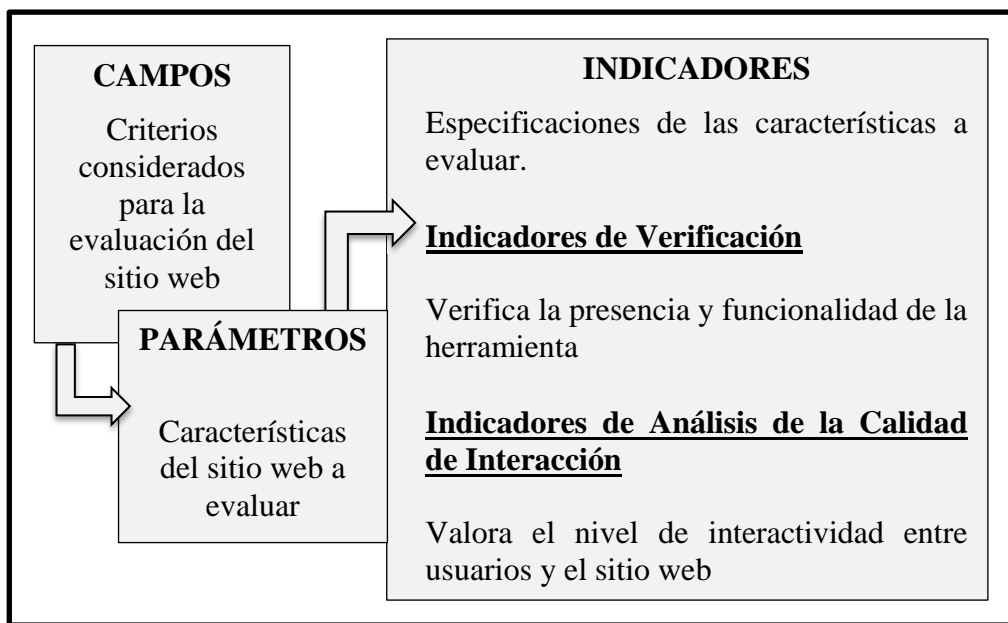 CAMPOS
Criterios
considerados
para la
evaluación del
sitio web
PARÁMETROS
Características
del sitio web a
evaluar
INDICADORES
Especificaciones de las características a
evaluar.
Indicadores de Verificación
Verifica la presencia y funcionalidad de la
herramienta
Indicadores de Análisis de la Calidad
de Interacción
Valora el nivel de interactividad entre
usuarios y el sitio web